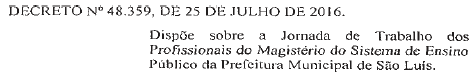 DECRETO Nº 48.359, DE 25 DE JULHO DE 2016.
Dispõe sobre a Jornada de Trabalho dos
Profissionais do Magistério do Sistema de Ensino
Público da Prefeitura Municipal de São Luís.